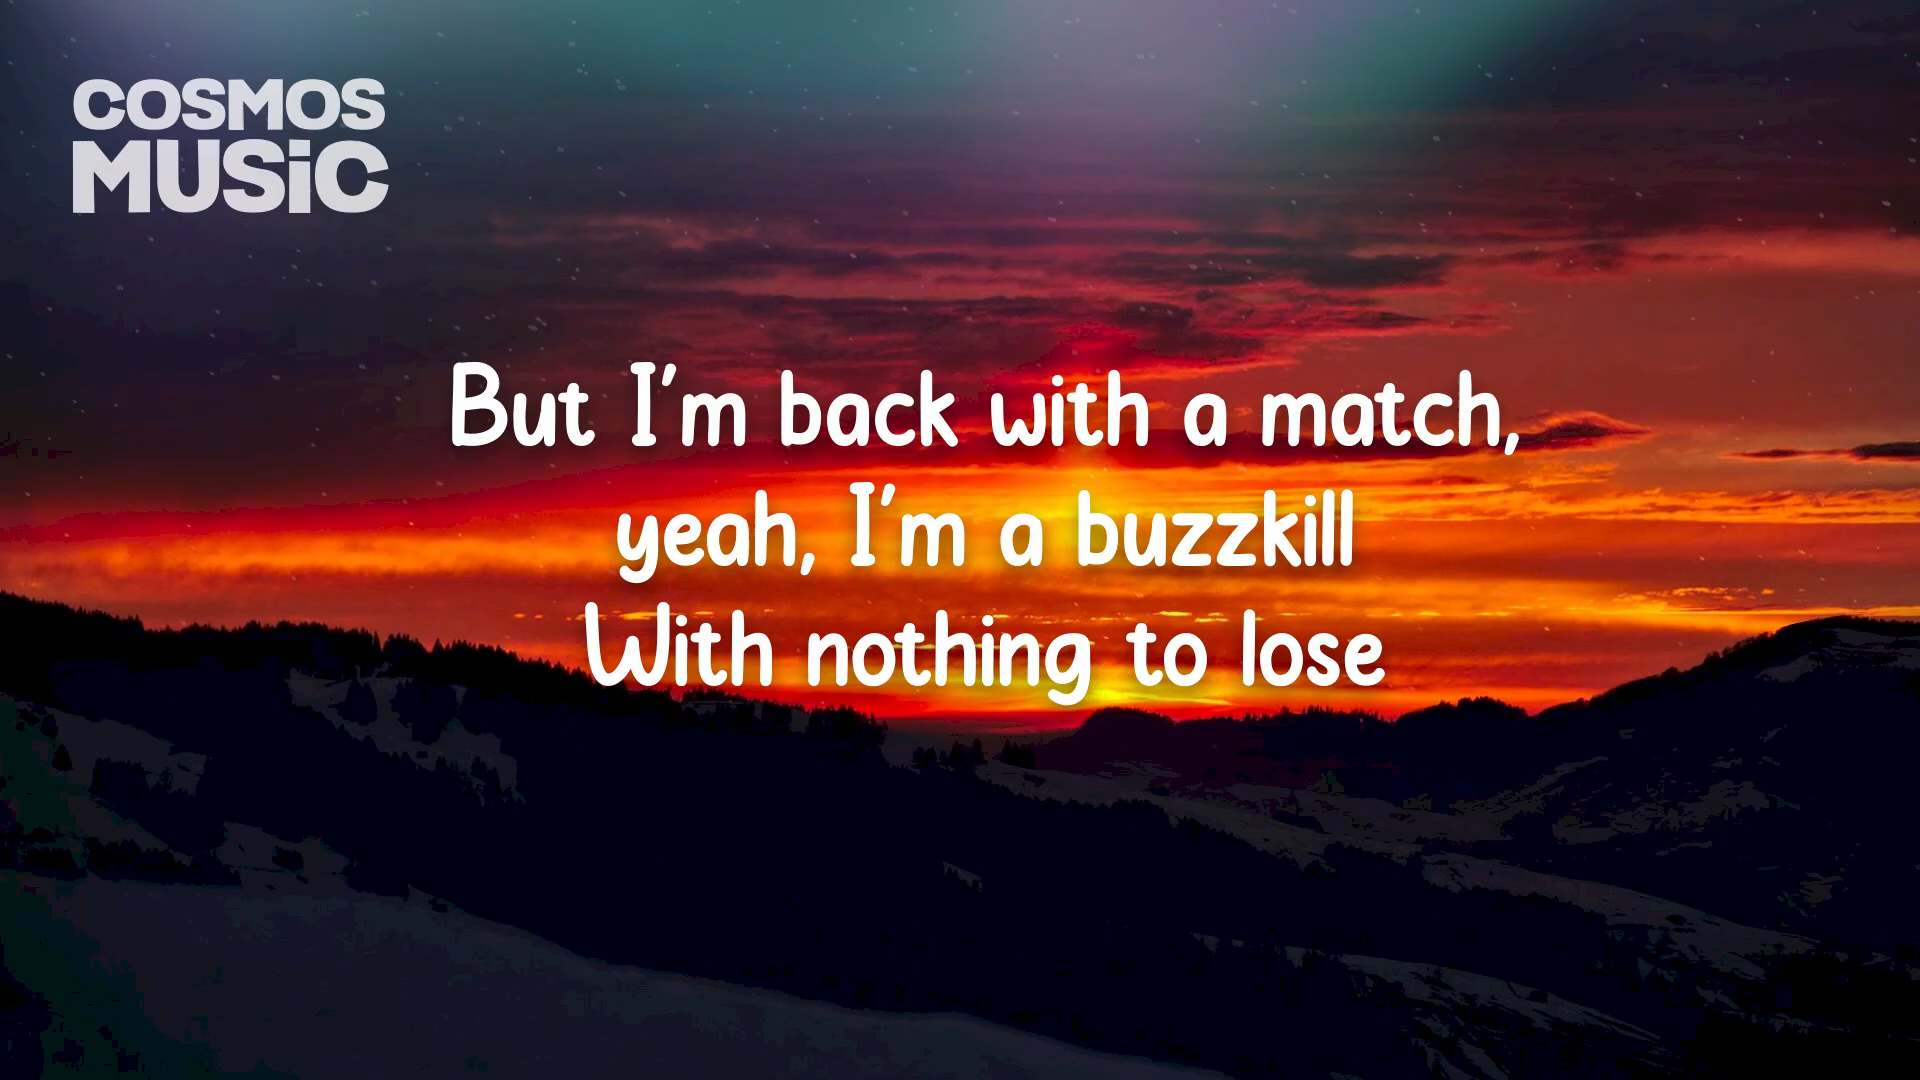 COSMOS
MUSiC
But I'm back with a match,
yeah, I'm a buzzkill
With nothing to lose